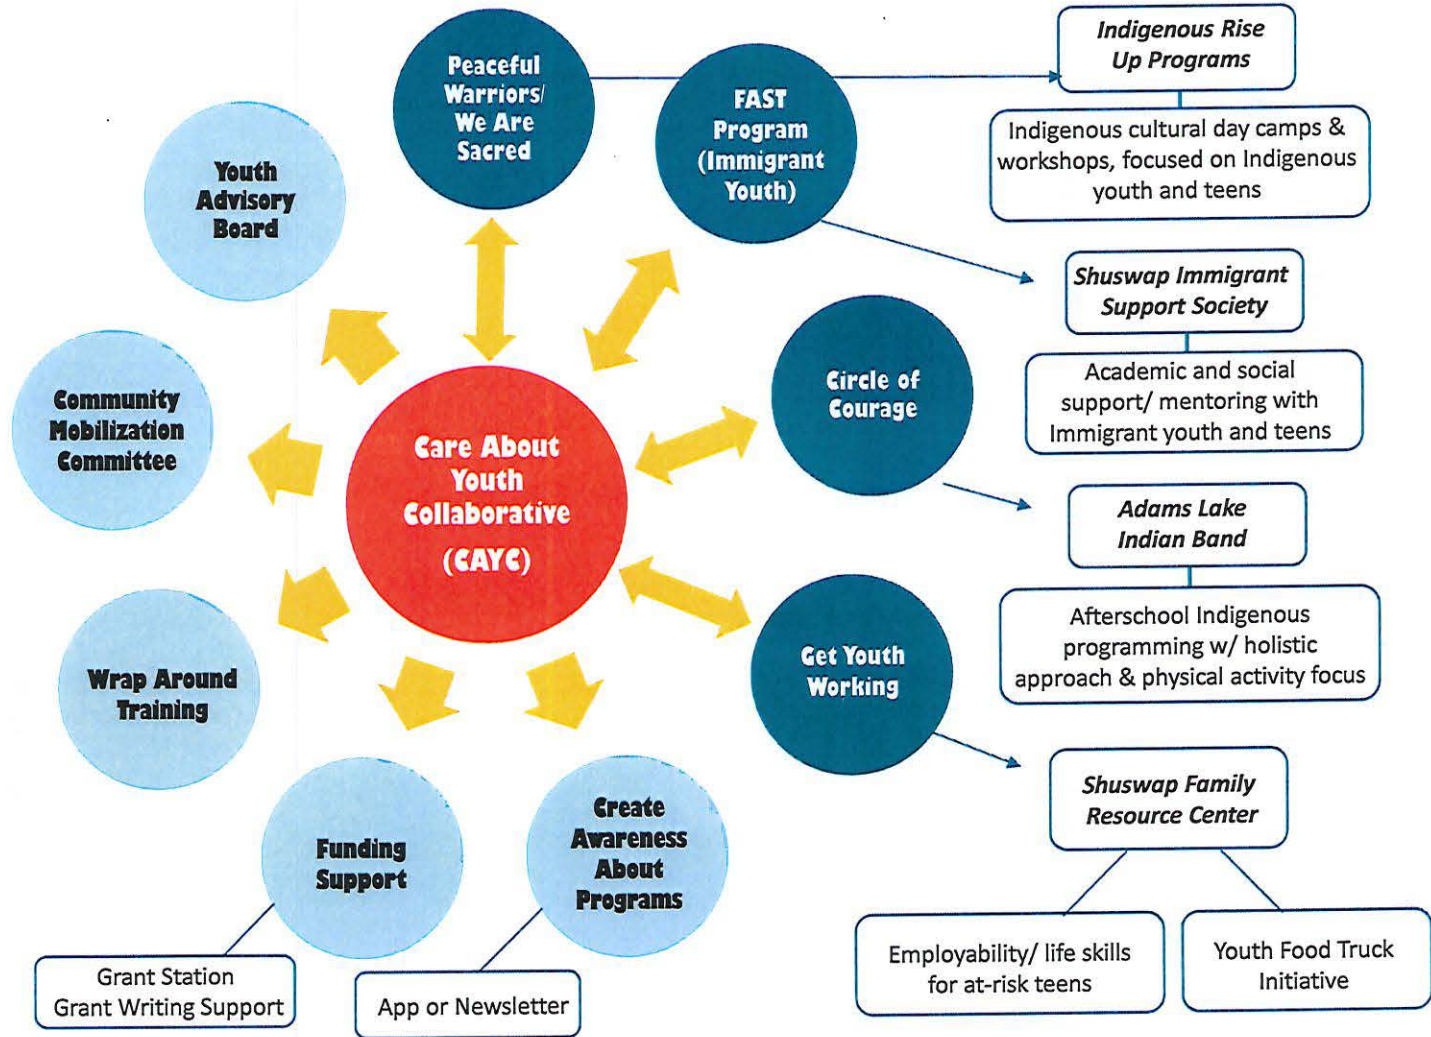 Peaceful
Warriors/
We Are
Sacred
FAST
Program
(Immigrant
Youth)
Indigenous Rise
Up Programs
Indigenous cultural day camps &
workshops, focused on Indigenous
youth and teens
Youth
Advisory
Board
Shuswap Immigrant
Support Society
Academic and social
support/ mentoring with
Immigrant youth and teens
Circle of
Courage
Community
Mobilization
Committee
Care About
Youth
Collaborative
(CAYC)
Adams Lake
Indian Band
Afterschool Indigenous
programming w/ holistic
approach & physical activity focus
Get Youth
Working
Wrap Around
Training
Shuswap Family
Resource Center
Funding
Support
Create
Awareness
About
Programs
Employability/ life skills
for at-risk teens
Youth Food Truck
Initiative
Grant Station
Grant Writing Support
App or Newsletter